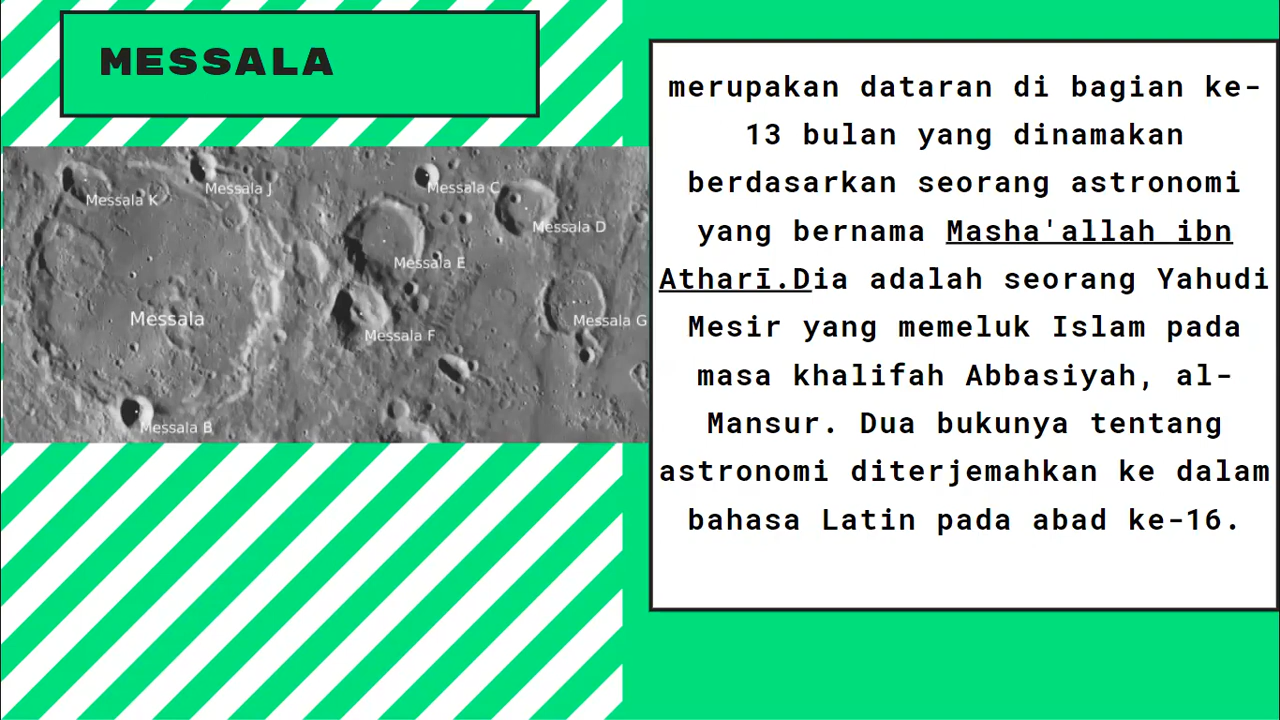 MESSALA
Messala K
Messala J
Messala C
Messala D
Messala E
Messala
Messala F
Messala G
Messala B
merupakan dataran di bagian ke-
13 bulan yang dinamakan
berdasarkan seorang astronomi
yang bernama Masha'allah ibn
Atharī.Dia adalah seorang Yahudi
Mesir yang memeluk Islam pada
masa khalifah Abbasiyah, al-
Mansur. Dua bukunya tentang
astronomi diterjemahkan ke dalam
bahasa Latin pada abad ke-16.